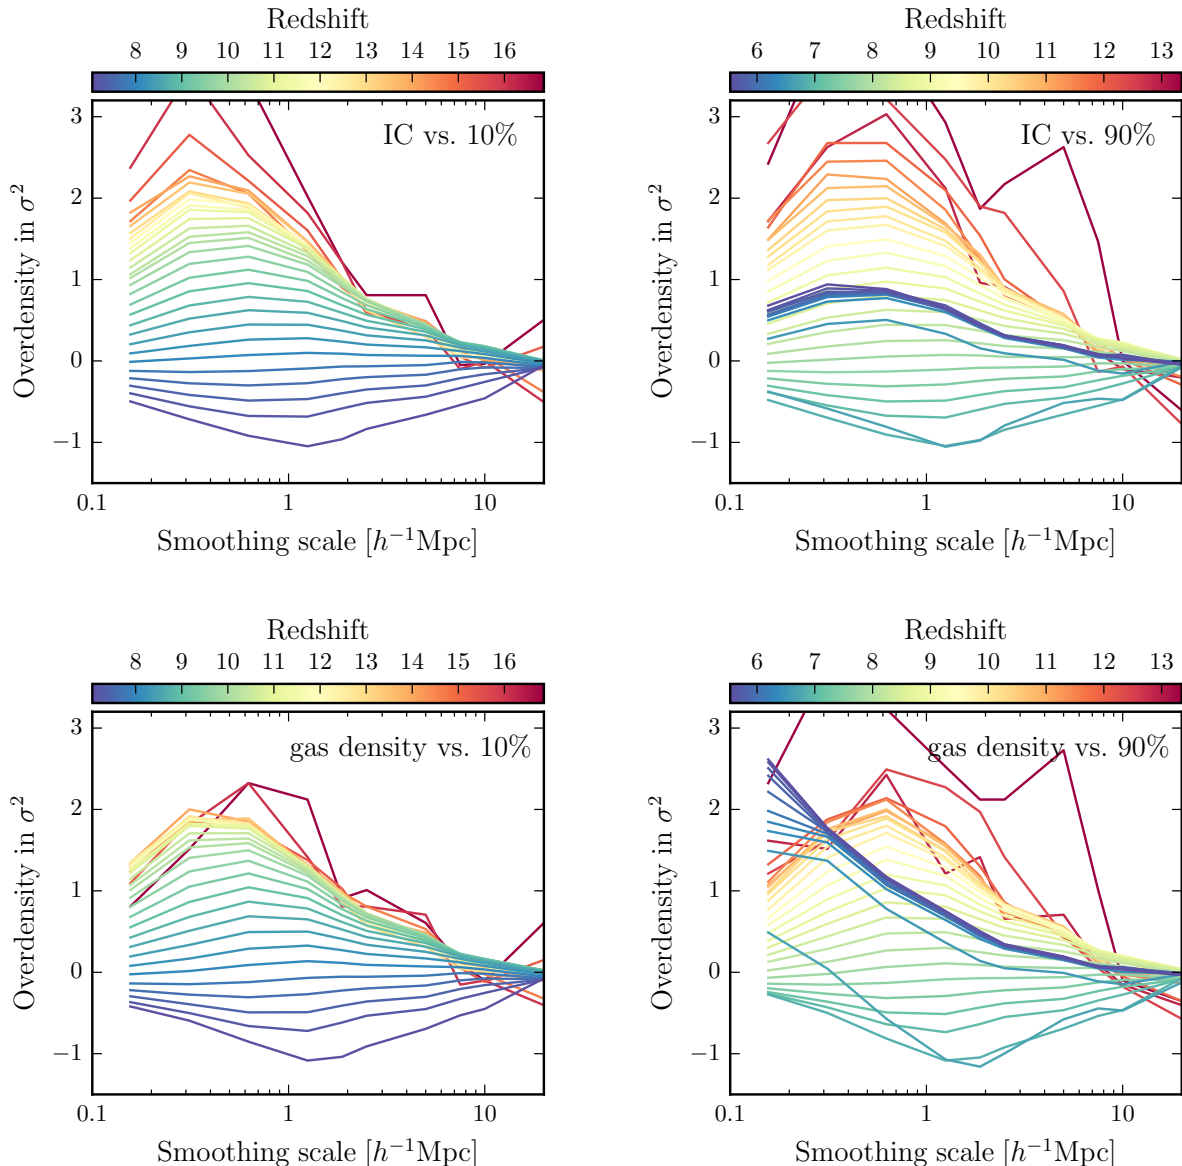 Redshift
8 9 10 11 12 13 14 15 16
3
2
1
0
−1
Overdensity in σ²
IC vs. 10%
0.1 1 10
Smoothing scale [h⁻¹Mpc]
Redshift
6 7 8 9 10 11 12 13
3
2
1
0
−1
Overdensity in σ²
IC vs. 90%
0.1 1 10
Smoothing scale [h⁻¹Mpc]
Redshift
8 9 10 11 12 13 14 15 16
3
2
1
0
−1
Overdensity in σ²
gas density vs. 10%
0.1 1 10
Smoothing scale [h⁻¹Mpc]
Redshift
6 7 8 9 10 11 12 13
3
2
1
0
−1
Overdensity in σ²
gas density vs. 90%
0.1 1 10
Smoothing scale [h⁻¹Mpc]